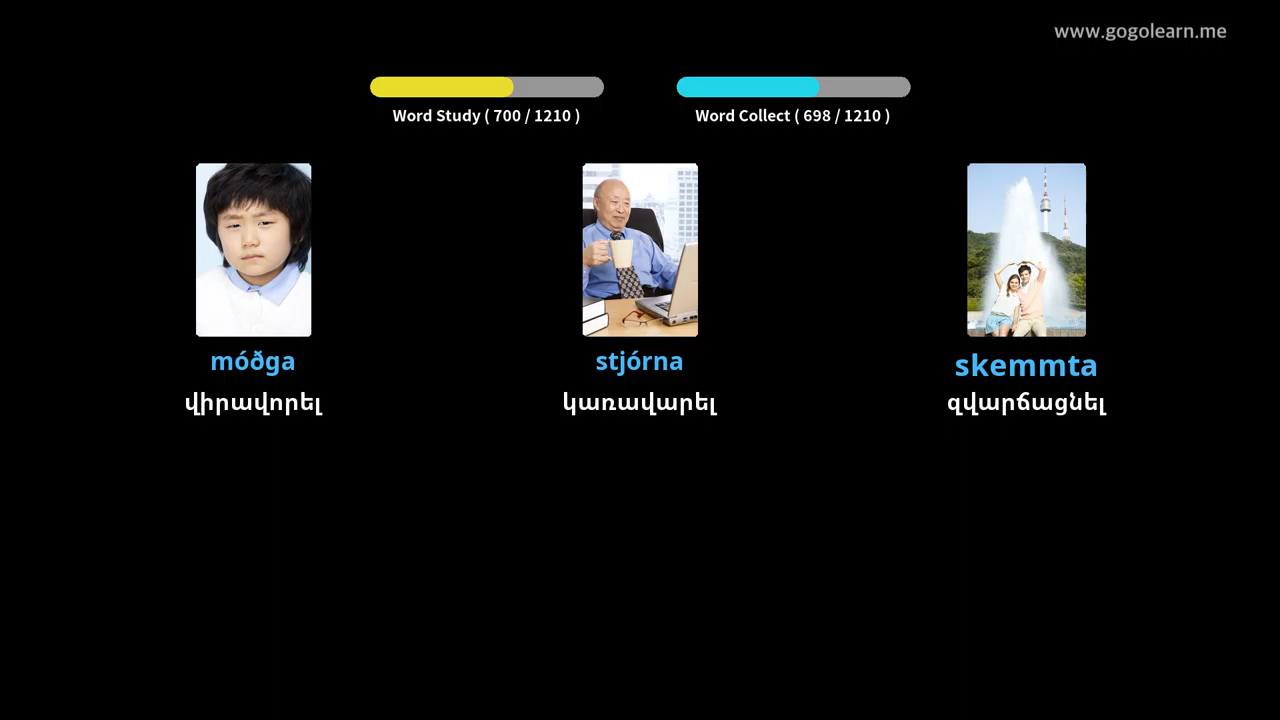 www.gogolearn.me
Word Study ( 700 / 1210 )
Word Collect ( 698 / 1210 )
móðga
stjórna
skemmta
վիրավորել
կառավարել
զվարճացնել